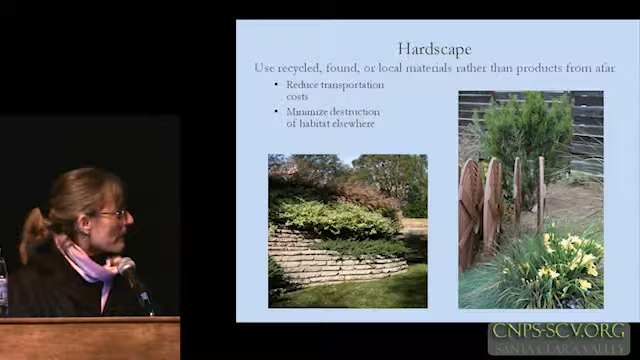 Hardscape
Use recycled, found, or local materials rather than products from afar
• Reduce transportation
costs
• Minimize destruction
of habitat elsewhere
CNPS-SCV.ORG
SANTA CLARA VALLEY